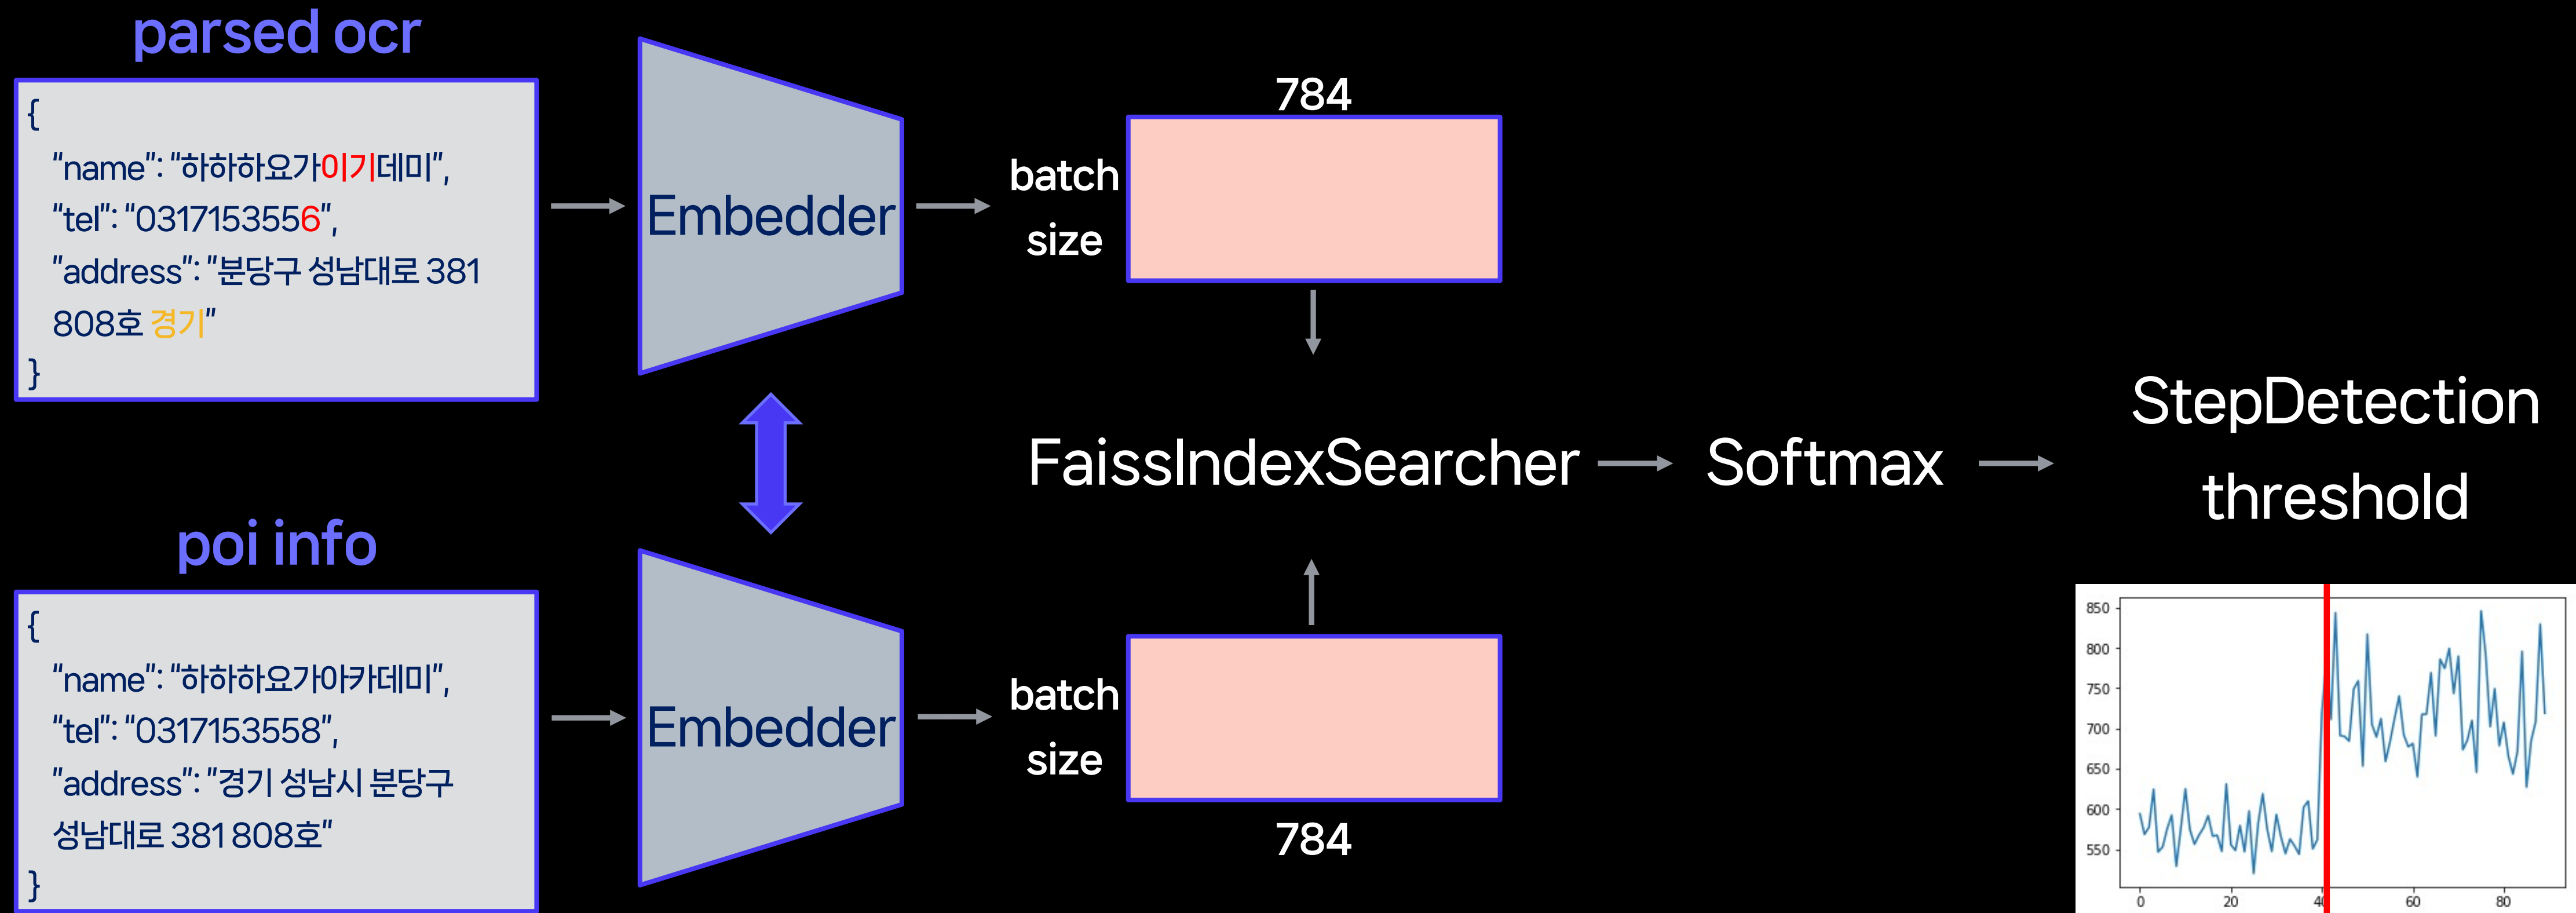 parsed ocr
{
“name”: “하하하요가이기데미”,
“tel”: “0317153556”,
”address”: ”분당구 성남대로 381
808호 경기”
}
Embedder
784
batch
size
FaissIndexSearcher
Softmax
StepDetection
threshold
poi info
{
“name”: “하하하요가아카데미”,
“tel”: “0317153558”,
”address”: ”경기 성남시 분당구
성남대로 381 808호”
}
Embedder
batch
size
784
850
800
750
700
650
600
550
0
20
40
60
80